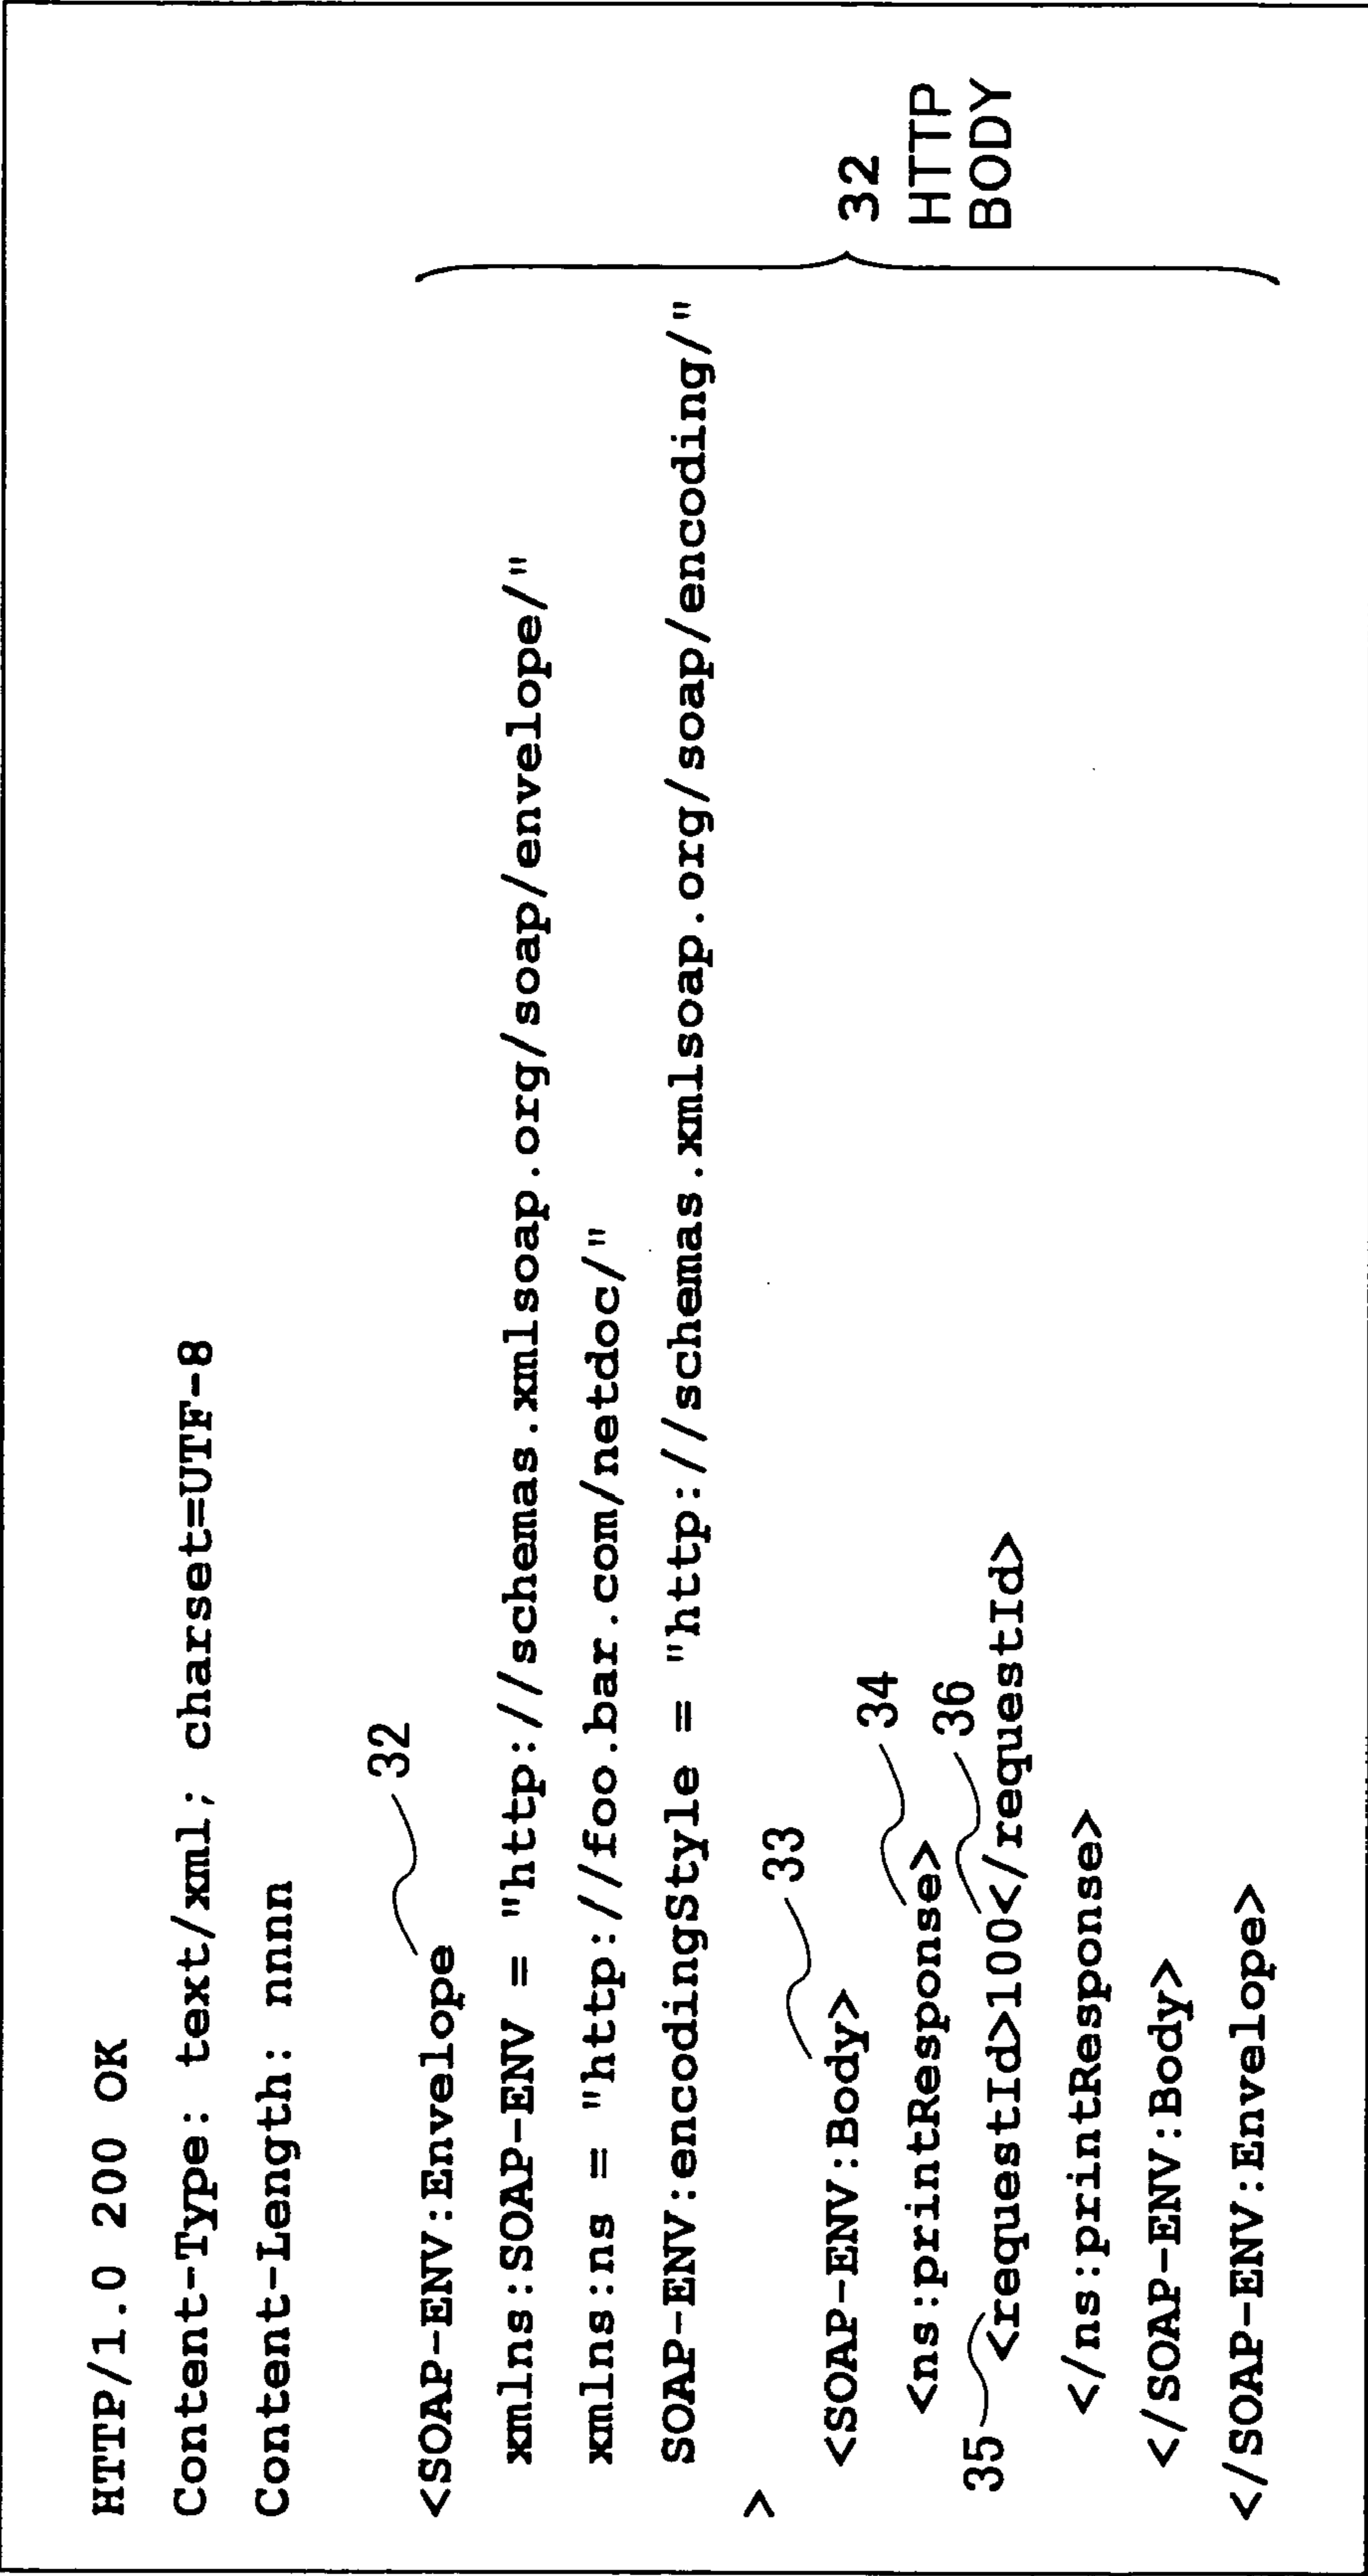 HTTP/1.0 200 OK
Content-Type: text/xml; charset=UTF-8
Content-Length: nnnn
32
<SOAP-ENV:Envelope
xmlns:SOAP-ENV = "http://schemas.xmlsoap.org/soap/envelope/"
xmlns:ns = "http://foo.bar.com/netdoc/"
SOAP-ENV:encodingStyle = "http://schemas.xmlsoap.org/soap/encoding/"
>
33
<SOAP-ENV:Body>
34
<ns:printResponse>
36
35
<requestId>100</requestId>
</ns:printResponse>
</SOAP-ENV:Body>
</SOAP-ENV:Envelope>
32
HTTP
BODY